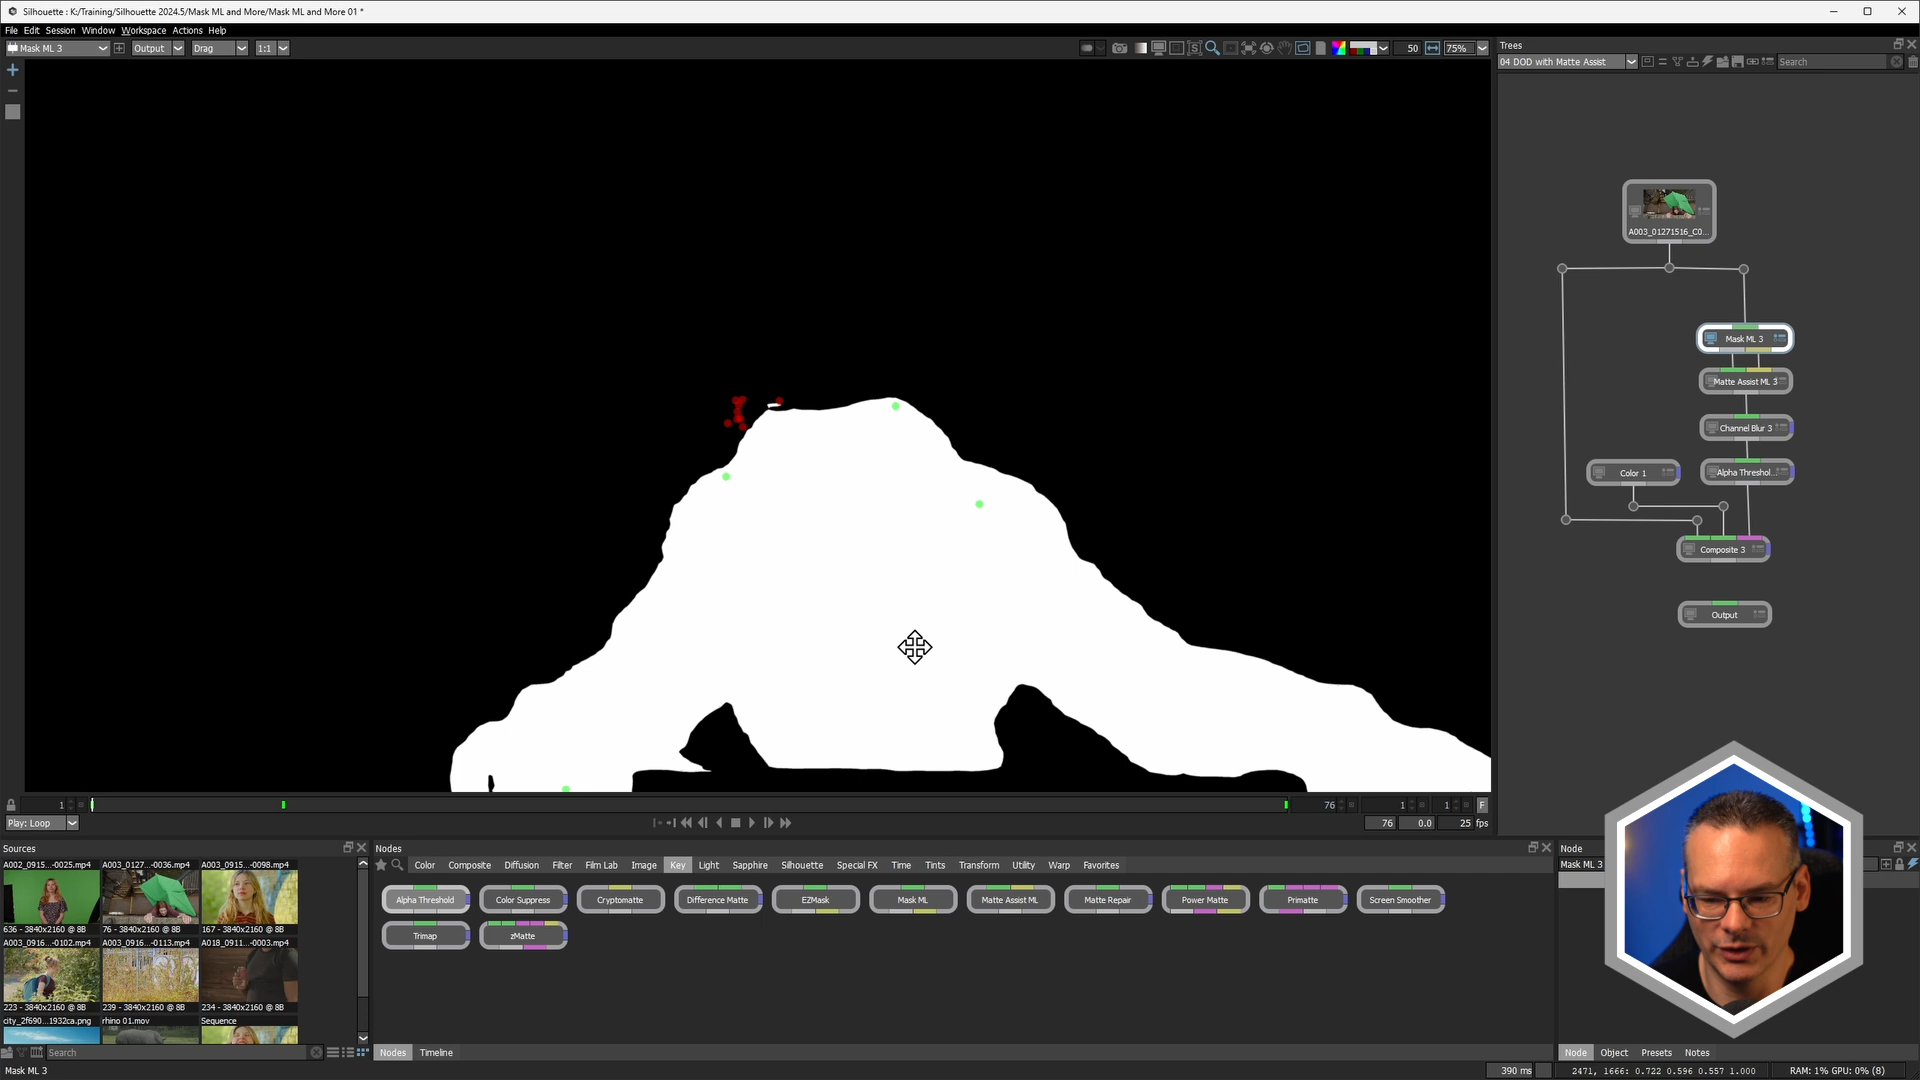 Silhouette : K:/Training/Silhouette 2024.5/Mask ML and More/Mask ML and More 01 *
File Edit Session Window Workspace Actions Help
Mask ML 3 Output Drag 1:1 50 75%
Trees
04 DOD with Matte Assist Search
A003_01271516_C0...
Mask ML 3
Matte Assist ML 3
Channel Blur 3
Color 1 Alpha Threshol...
Composite 3
Output
1 76 1 1 F
Play: Loop 76 0.0 25 fps
Sources
A002_0915...-0025.mp4 A003_0127...-0036.mp4 A003_0915...-0098.mp4
636 - 3840x2160 @ 8B 76 - 3840x2160 @ 8B 167 - 3840x2160 @ 8B
A003_0916...-0102.mp4 A003_0916...-0113.mp4 A018_0911...-0003.mp4
223 - 3840x2160 @ 8B 239 - 3840x2160 @ 8B 234 - 3840x2160 @ 8B
city_2f690...1932ca.png rhino 01.mov Sequence
Search
Nodes
Color Composite Diffusion Filter Film Lab Image Key Light Sapphire Silhouette Special FX Time Tints Transform Utility Warp Favorites
Alpha Threshold Color Suppress Cryptomatte Difference Matte EZMask Mask ML Matte Assist ML Matte Repair Power Matte Primatte Screen Smoother
Trimap zMatte
Nodes Timeline
Node
Mask ML 3
Node Object Presets Notes
Mask ML 3 390 ms 2471, 1666: 0.722 0.596 0.557 1.000 RAM: 1% GPU: 0% (8)